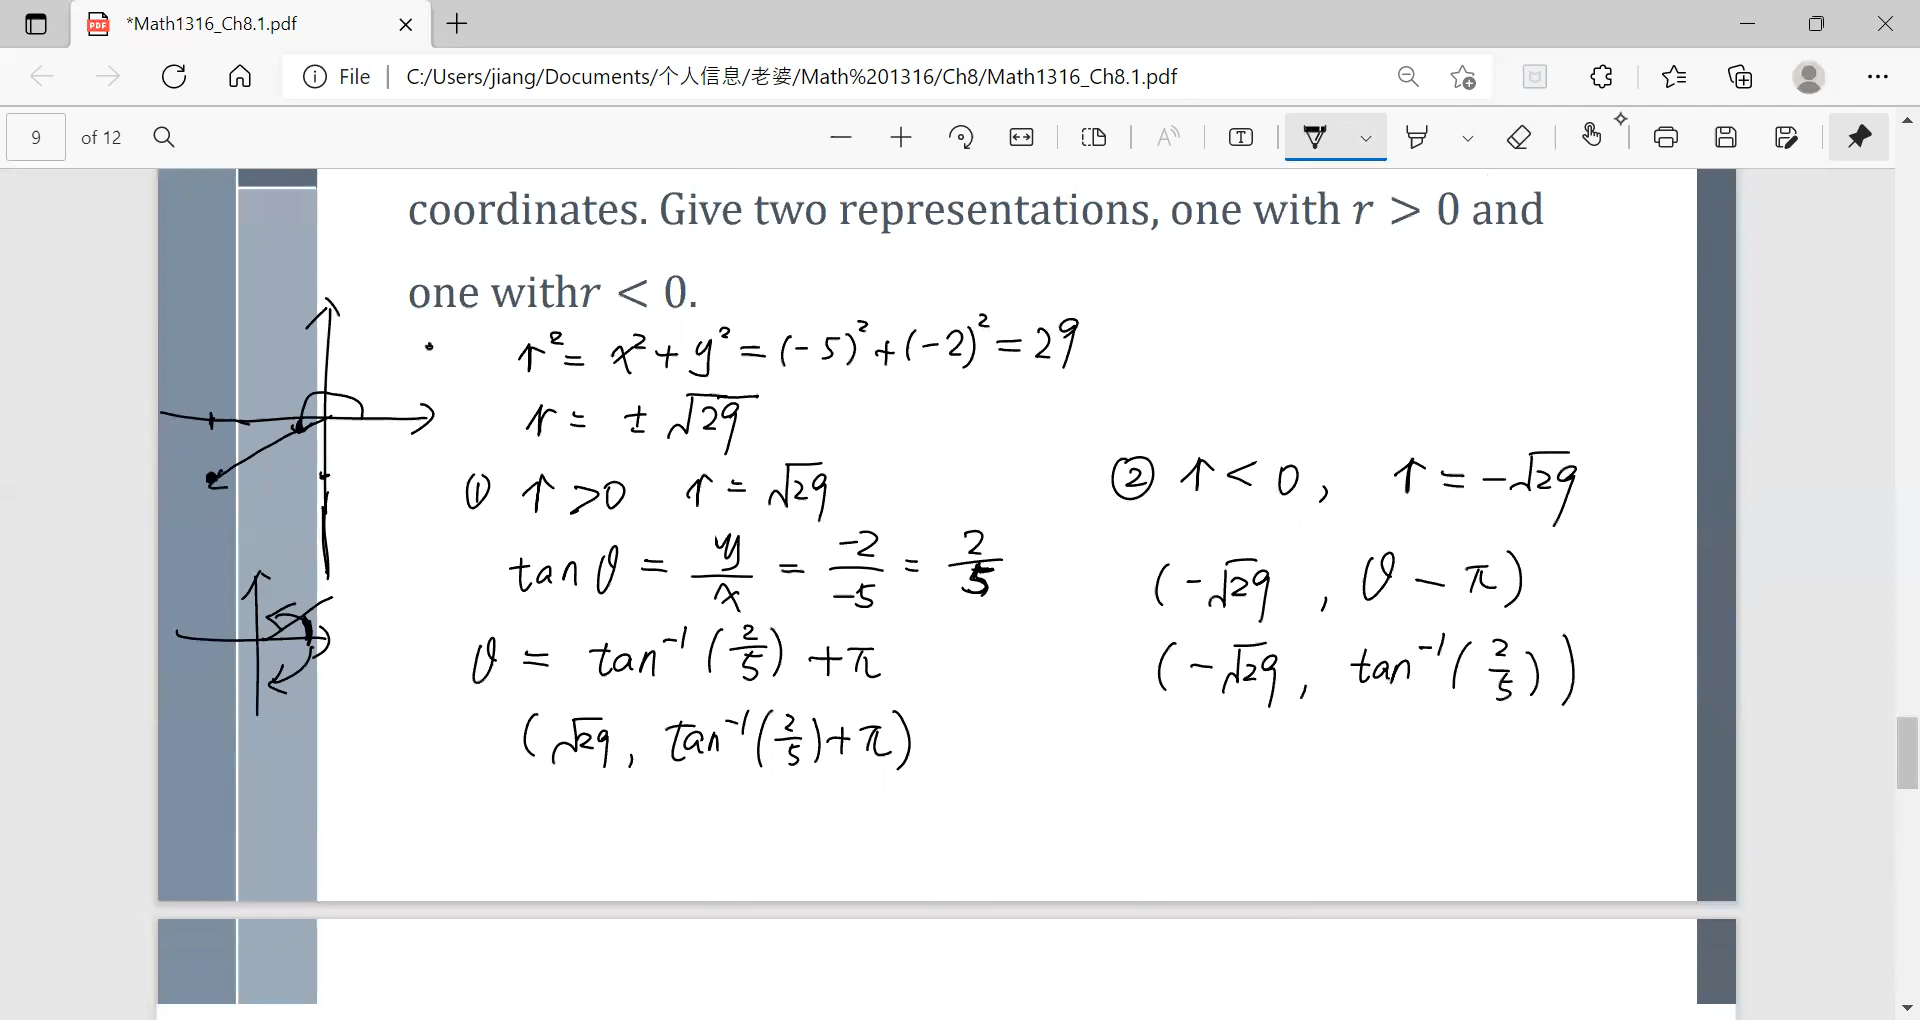 *Math1316_Ch8.1.pdf
File | C:/Users/jiang/Documents/个人信息/老婆/Math%201316/Ch8/Math1316_Ch8.1.pdf
9 of 12
coordinates. Give two representations, one with r > 0 and
one withr < 0.
r² = x² + y² = (-5)² + (-2)² = 29
r = ± √29
① r > 0 r = √29
tan θ = y/x = -2/-5 = 2/5
θ = tan⁻¹(2/5) + π
(√29, tan⁻¹(2/5) + π)
② r < 0, r = -√29
(-√29, θ - π)
(-√29, tan⁻¹(2/5))